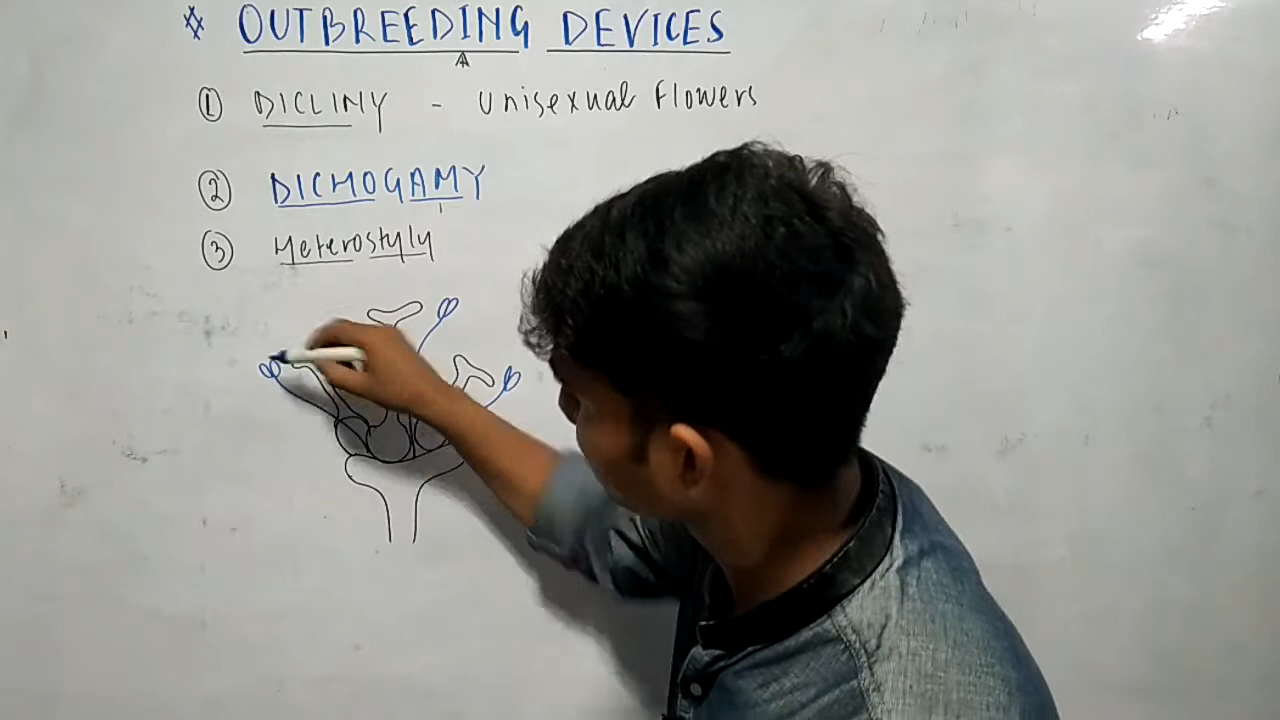 * OUTBREEDING DEVICES
① DICLINY - Unisexual Flowers
② DICHOGAMY
③ Heterostyly